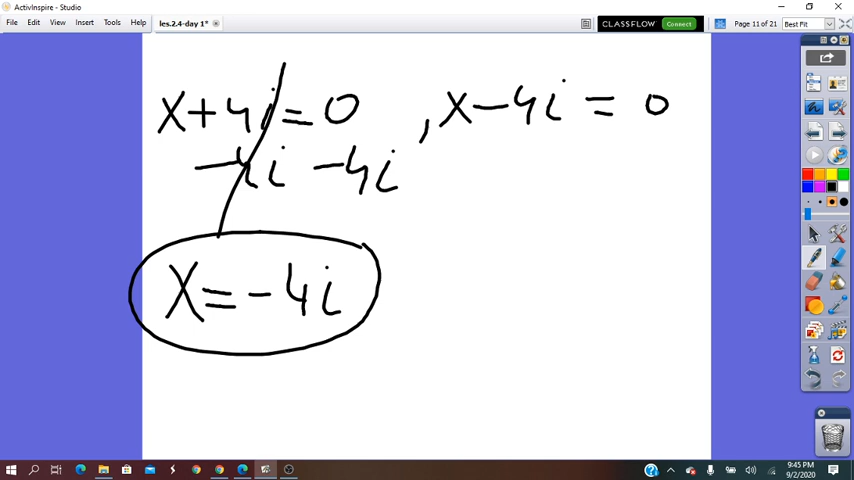 ActivInspire - Studio
File Edit View Insert Tools Help les.2.4-day 1* CLASSFLOW Connect Page 11 of 21 Best Fit
x+4i=0 , x-4i=0
-4i -4i
x=-4i
9:45 PM
9/2/2020